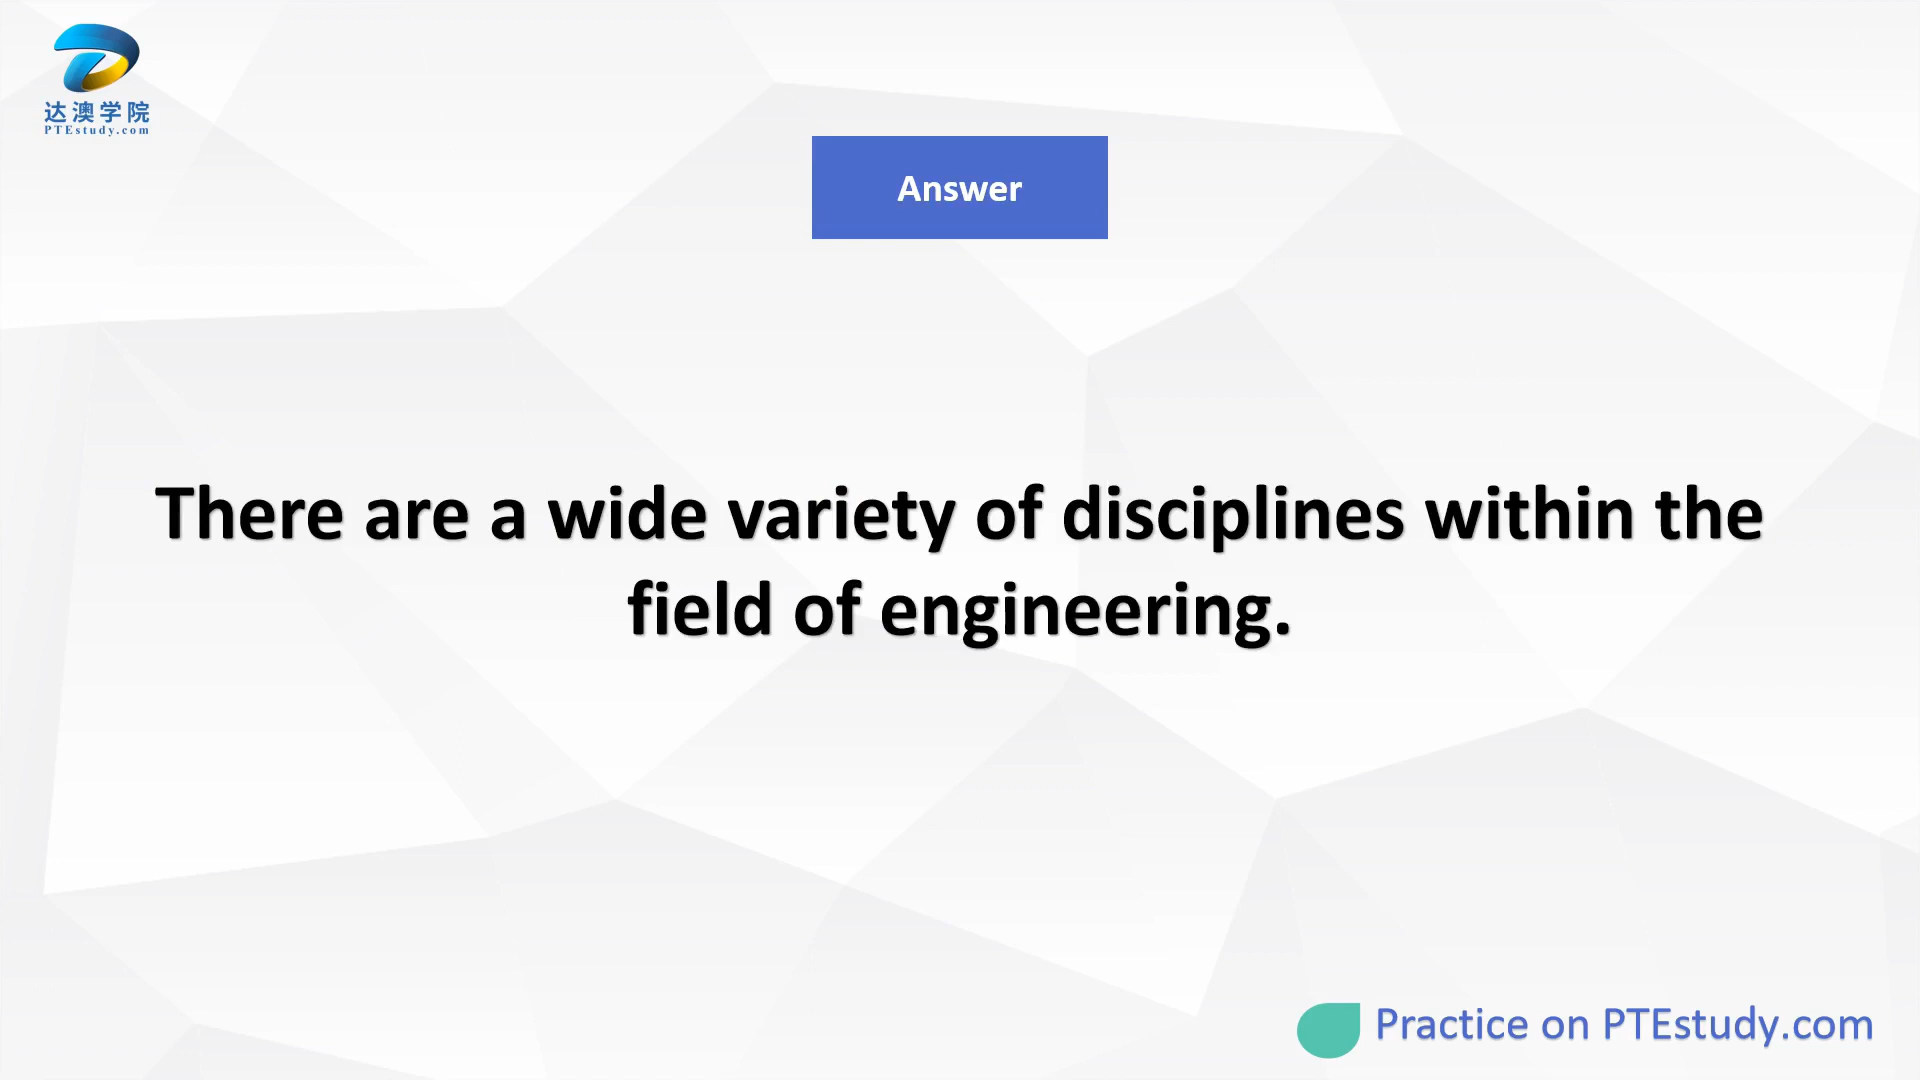 达澳学院
PTEstudy.com
Answer
There are a wide variety of disciplines within the
field of engineering.
Practice on PTEstudy.com